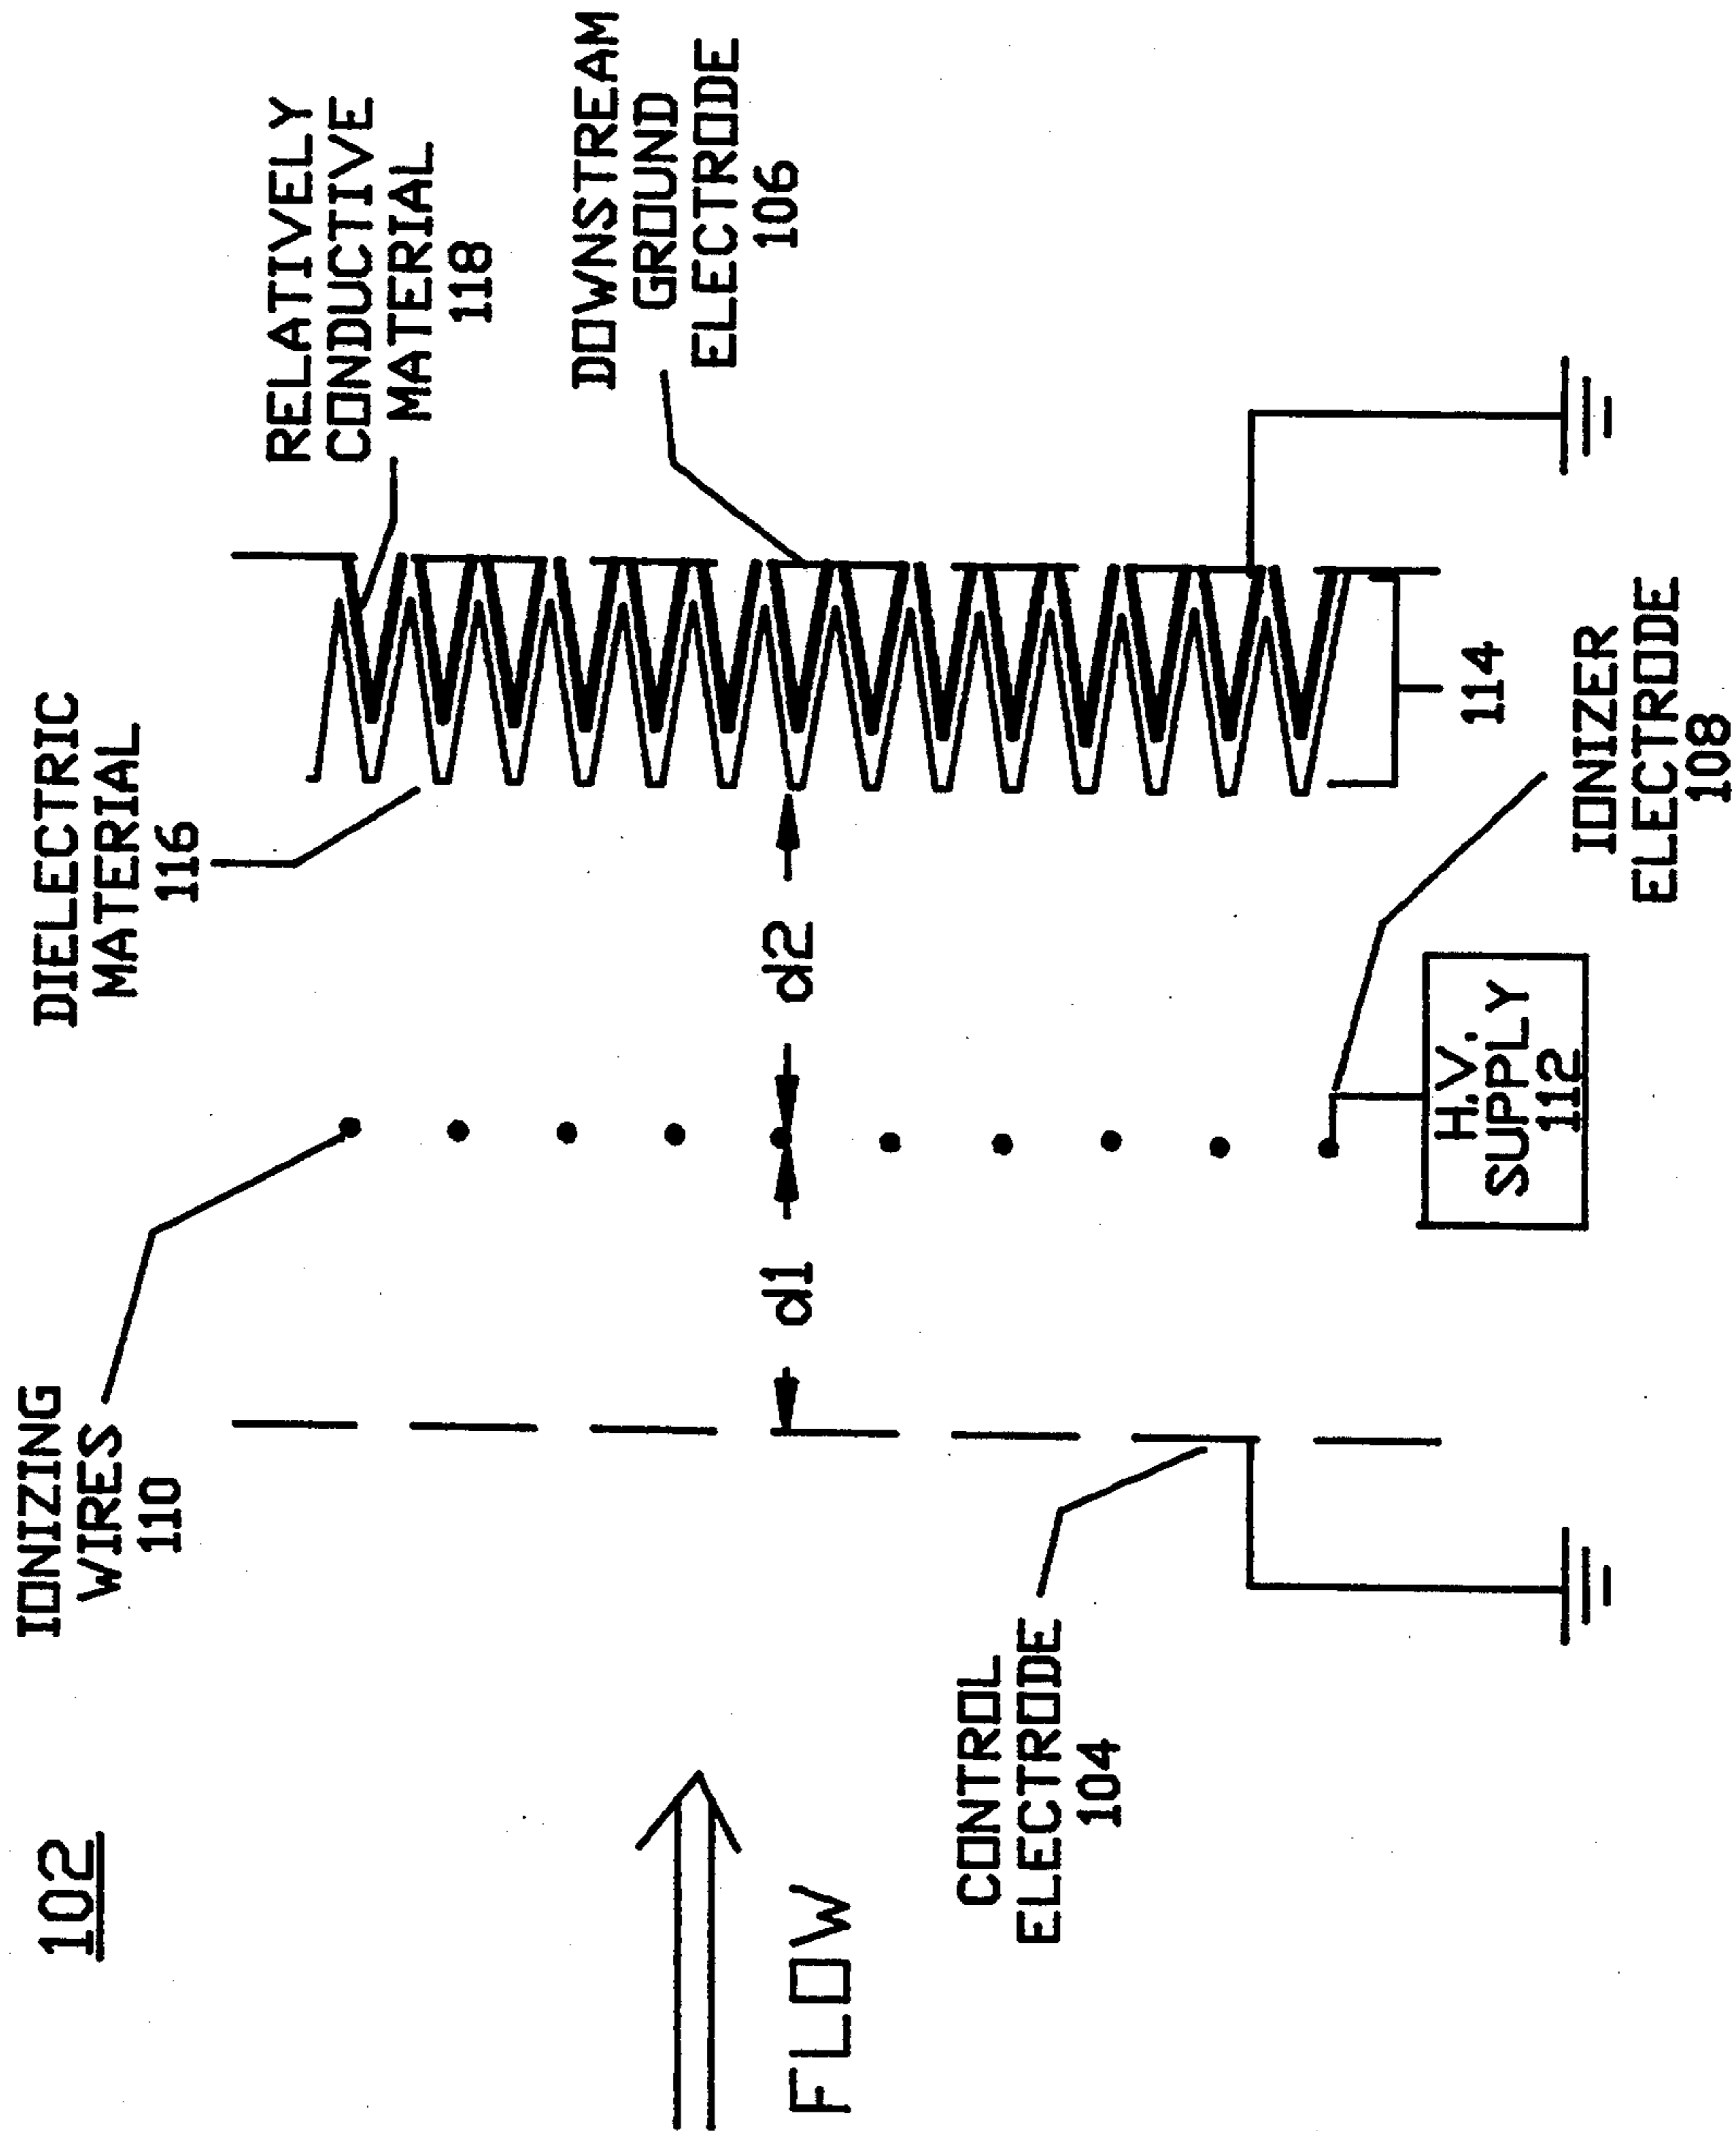 102
IONIZING
WIRES
110
DIELECTRIC
MATERIAL
116
RELATIVELY
CONDUCTIVE
MATERIAL
118
DOWNSTREAM
GROUND
ELECTRODE
106
FLOW
d1
d2
CONTROL
ELECTRODE
104
H.V.
SUPPLY
112
114
IONIZER
ELECTRODE
108